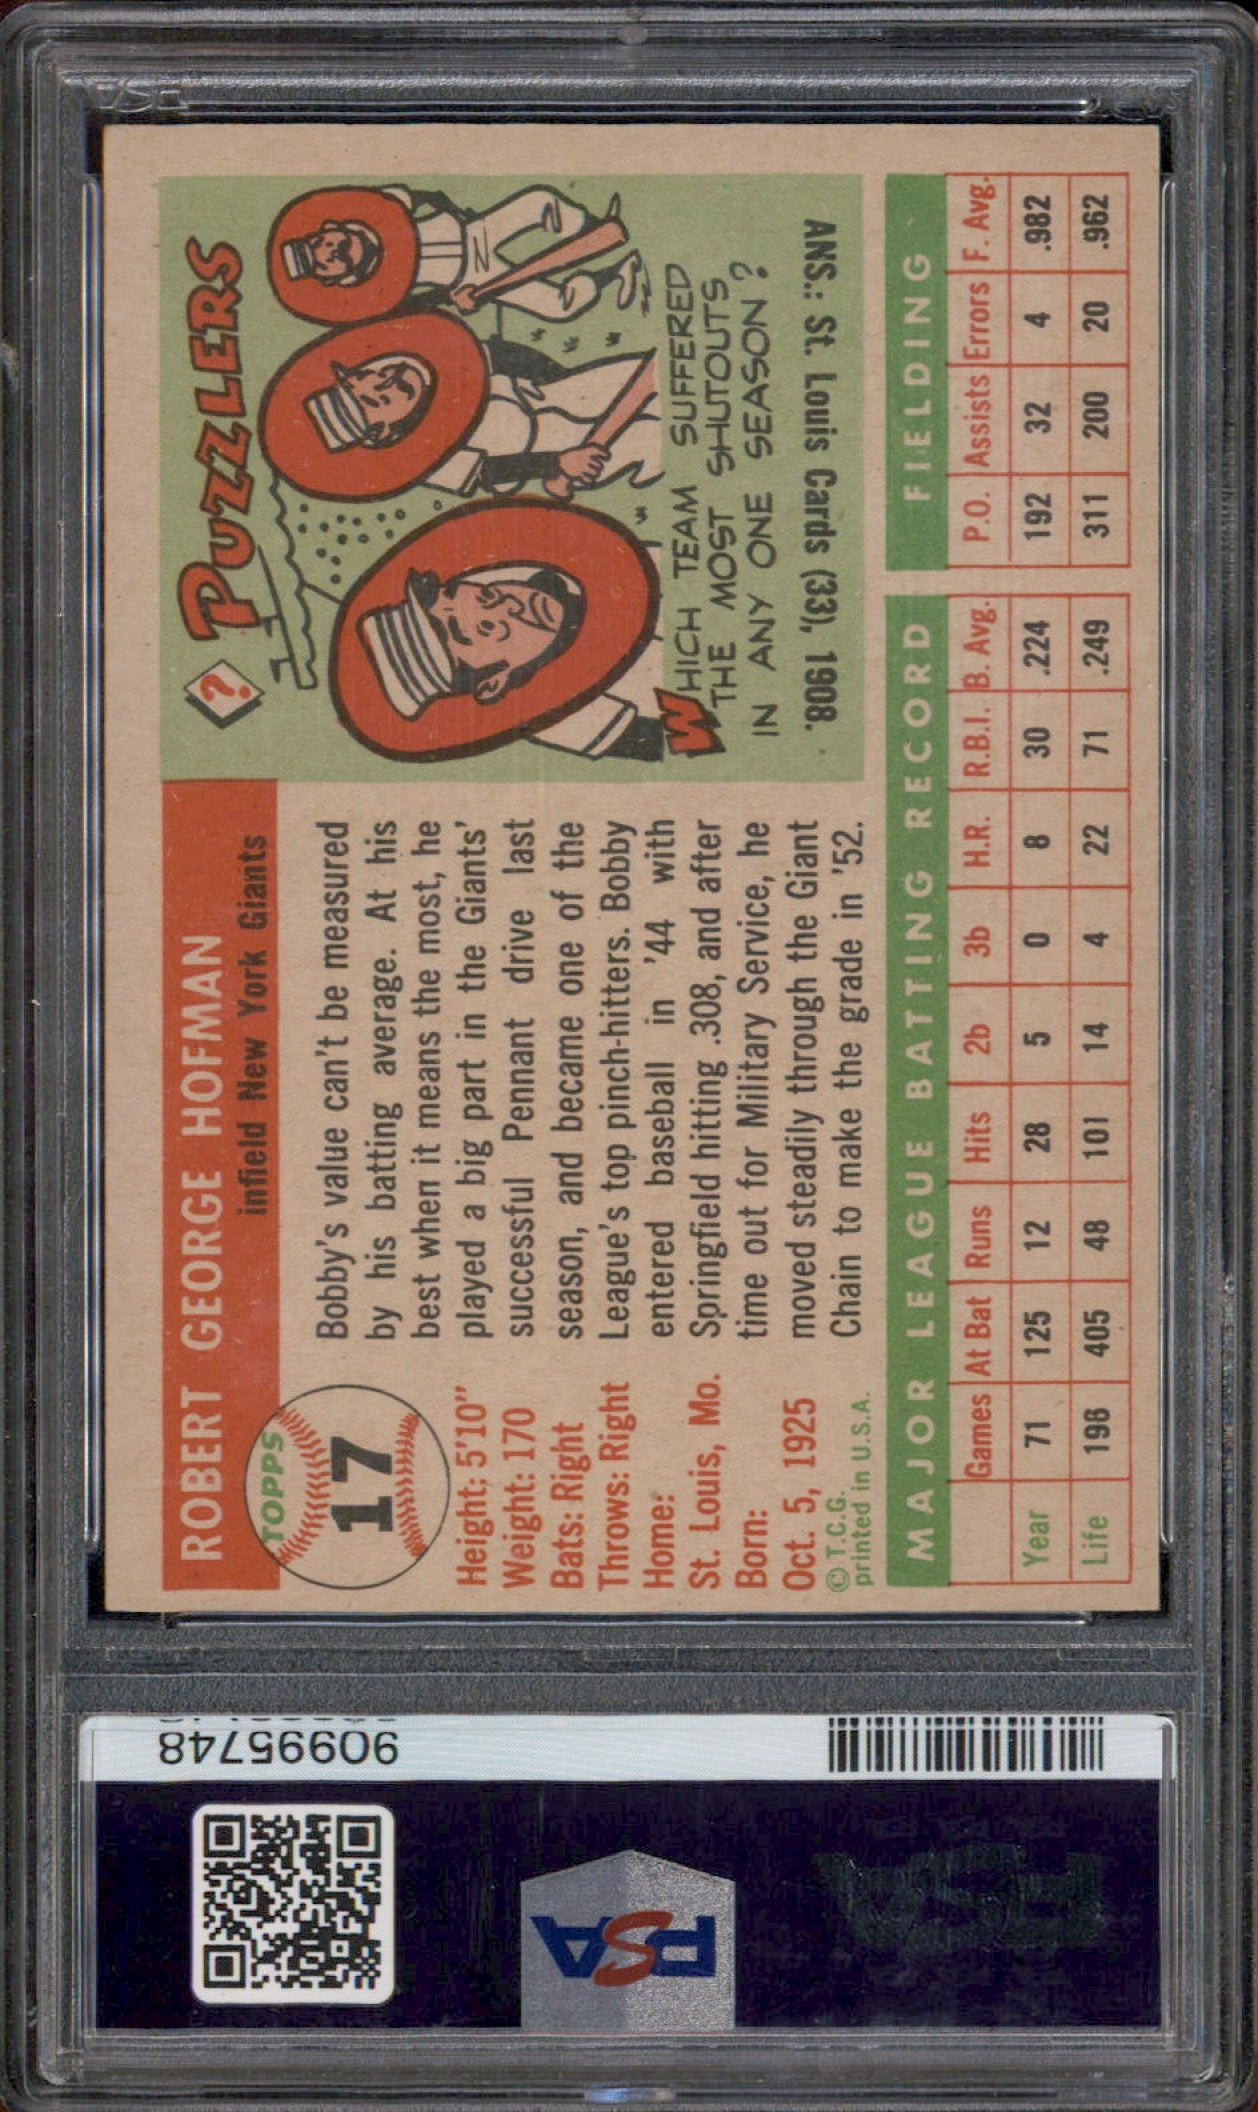 ROBERT GEORGE HOFMAN
infield New York Giants
TOPPS
17
Height: 5'10"
Weight: 170
Bats: Right
Throws: Right
Home:
St. Louis, Mo.
Born:
Oct. 5, 1925
© T.C.G.
printed in U.S.A.
Bobby's value can't be measured
by his batting average. At his
best when it means the most, he
played a big part in the Giants'
successful Pennant drive last
season, and became one of the
League's top pinch-hitters. Bobby
entered baseball in '44 with
Springfield hitting .308, and after
time out for Military Service, he
moved steadily through the Giant
Chain to make the grade in '52.
? PUZZLERS
WHICH TEAM SUFFERED
THE MOST SHUTOUTS
IN ANY ONE SEASON?
ANS.: St. Louis Cards (33), 1908.
MAJOR LEAGUE BATTING RECORD FIELDING
Games At Bat Runs Hits 2b 3b H.R. R.B.I. B. Avg. P.O. Assists Errors F. Avg.
Year 71 125 12 28 5 0 8 30 .224 192 32 4 .982
Life 198 405 48 101 14 4 22 71 .249 311 200 20 .962
90995748
PSA